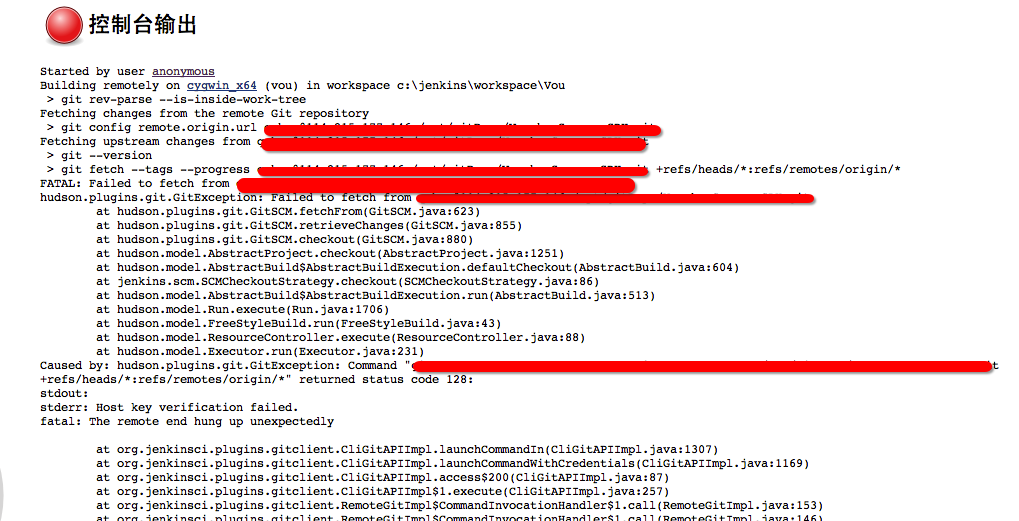 控制台输出
Started by user anonymous
Building remotely on cygwin_x64 (vou) in workspace c:\jenkins\workspace\Vou
> git rev-parse --is-inside-work-tree
Fetching changes from the remote Git repository
> git config remote.origin.url
Fetching upstream changes from
> git --version
> git fetch --tags --progress +refs/heads/*:refs/remotes/origin/*
FATAL: Failed to fetch from
hudson.plugins.git.GitException: Failed to fetch from
at hudson.plugins.git.GitSCM.fetchFrom(GitSCM.java:623)
at hudson.plugins.git.GitSCM.retrieveChanges(GitSCM.java:855)
at hudson.plugins.git.GitSCM.checkout(GitSCM.java:880)
at hudson.model.AbstractProject.checkout(AbstractProject.java:1251)
at hudson.model.AbstractBuild$AbstractBuildExecution.defaultCheckout(AbstractBuild.java:604)
at jenkins.scm.SCMCheckoutStrategy.checkout(SCMCheckoutStrategy.java:86)
at hudson.model.AbstractBuild$AbstractBuildExecution.run(AbstractBuild.java:513)
at hudson.model.Run.execute(Run.java:1706)
at hudson.model.FreeStyleBuild.run(FreeStyleBuild.java:43)
at hudson.model.ResourceController.execute(ResourceController.java:88)
at hudson.model.Executor.run(Executor.java:231)
Caused by: hudson.plugins.git.GitException: Command "
+refs/heads/*:refs/remotes/origin/*" returned status code 128:
stdout:
stderr: Host key verification failed.
fatal: The remote end hung up unexpectedly
at org.jenkinsci.plugins.gitclient.CliGitAPIImpl.launchCommandIn(CliGitAPIImpl.java:1307)
at org.jenkinsci.plugins.gitclient.CliGitAPIImpl.launchCommandWithCredentials(CliGitAPIImpl.java:1169)
at org.jenkinsci.plugins.gitclient.CliGitAPIImpl.access$200(CliGitAPIImpl.java:87)
at org.jenkinsci.plugins.gitclient.CliGitAPIImpl$1.execute(CliGitAPIImpl.java:257)
at org.jenkinsci.plugins.gitclient.RemoteGitImpl$CommandInvocationHandler$1.call(RemoteGitImpl.java:153)
at org.jenkinsci.plugins.gitclient.RemoteGitImpl$CommandInvocationHandler$1.call(RemoteGitImpl.java:146)